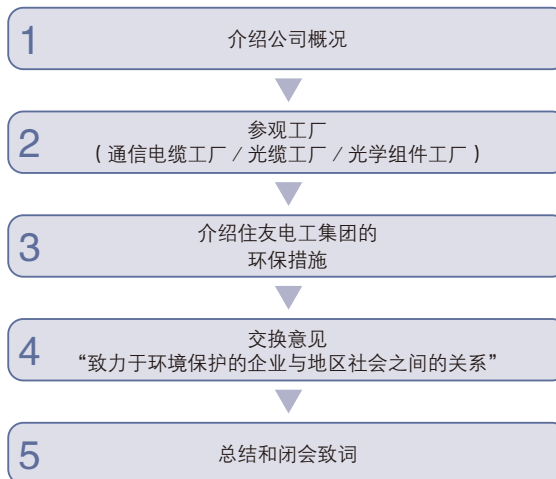 1
介绍公司概况
2
参观工厂
（通信电缆工厂／光缆工厂／光学组件工厂）
3
介绍住友电工集团的
环保措施
4
交换意见
“致力于环境保护的企业与地区社会之间的关系”
5
总结和闭会致词